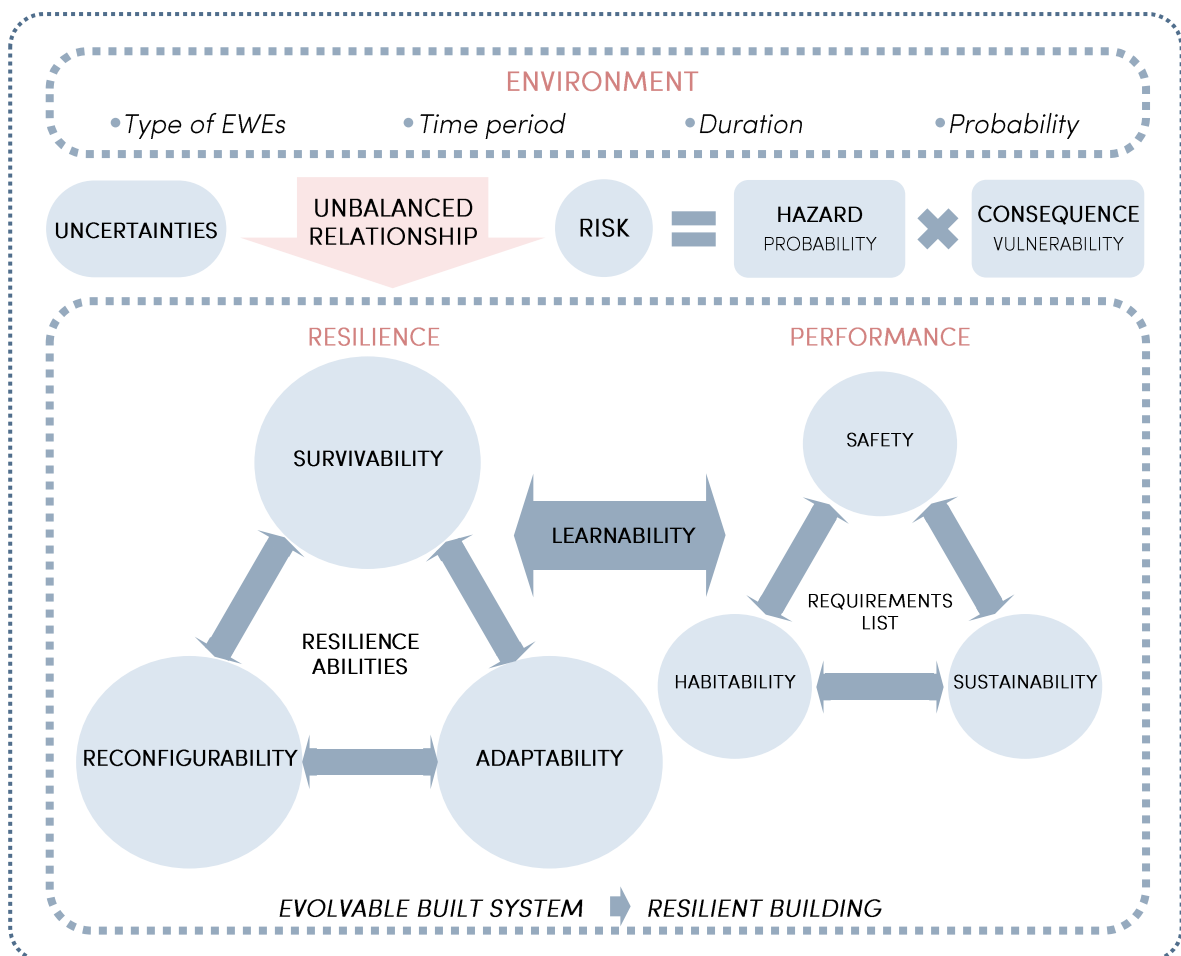 ENVIRONMENT
• Type of EWEs
• Time period
• Duration
• Probability
UNCERTAINTIES
UNBALANCED
RELATIONSHIP
RISK
HAZARD
PROBABILITY
CONSEQUENCE
VULNERABILITY
RESILIENCE
SURVIVABILITY
RESILIENCE
ABILITIES
RECONFIGURABILITY
ADAPTABILITY
LEARNABILITY
PERFORMANCE
SAFETY
REQUIREMENTS
LIST
HABITABILITY
SUSTAINABILITY
EVOLVABLE BUILT SYSTEM
RESILIENT BUILDING